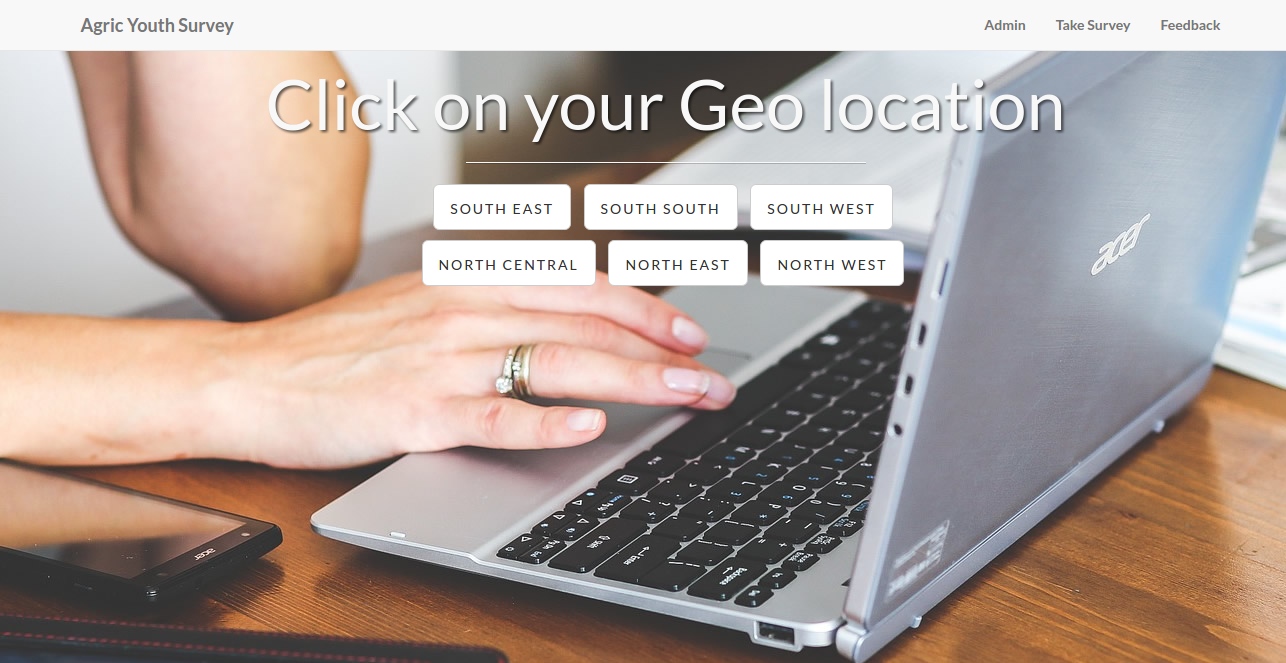 Agric Youth Survey
Admin Take Survey Feedback
Click on your Geo location
SOUTH EAST SOUTH SOUTH SOUTH WEST
NORTH CENTRAL NORTH EAST NORTH WEST
acer
acer